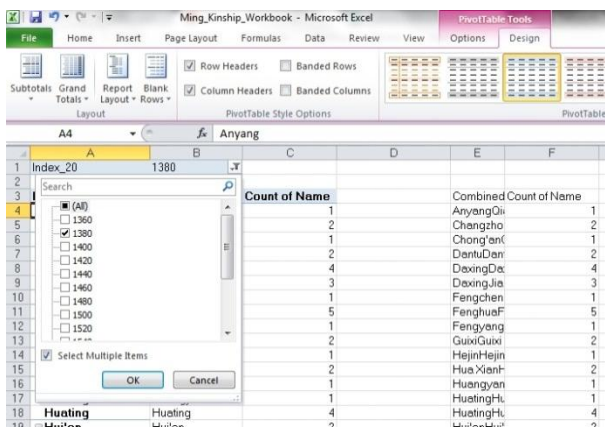 Ming_Kinship_Workbook - Microsoft Excel
PivotTable Tools
File Home Insert Page Layout Formulas Data Review View Options Design
Subtotals Grand Totals Report Layout Blank Rows
Row Headers Banded Rows
Column Headers Banded Columns
Layout PivotTable Style Options PivotTable
A4 fx Anyang
A B C D E F
1 Index_20 1380
2
Search
3 Count of Name Combined Count of Name
4 (All) 1 1
5 1360 2 Changzho 2
6 1380 1 1
7 1400 2 2
8 1420 4 4
9 1440 3 DaxingJia 3
10 1460 1 Fengchen 1
11 1480 5 FenghuaF 5
12 1500 1 Fengyang 1
13 1520 2 GuixiGuixi 2
14 Select Multiple Items 1 HejinHejin 1
15 OK Cancel 2 Hua XianH 2
16 1 Huangyan 1
17 1 HuatingHu 1
18 Huating Huating 4 HuatingHu 4
19